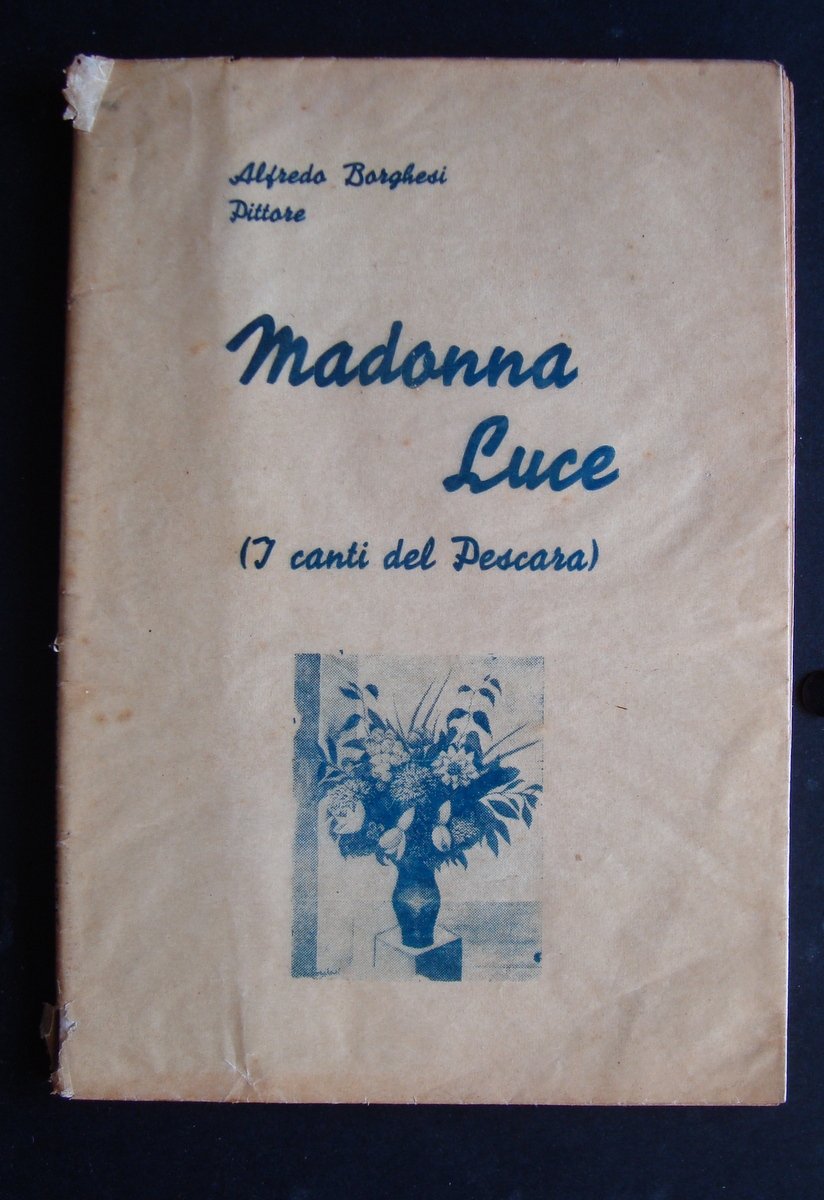 Alfredo Borghesi
Pittore
Madonna
Luce
(I canti del Pescara)